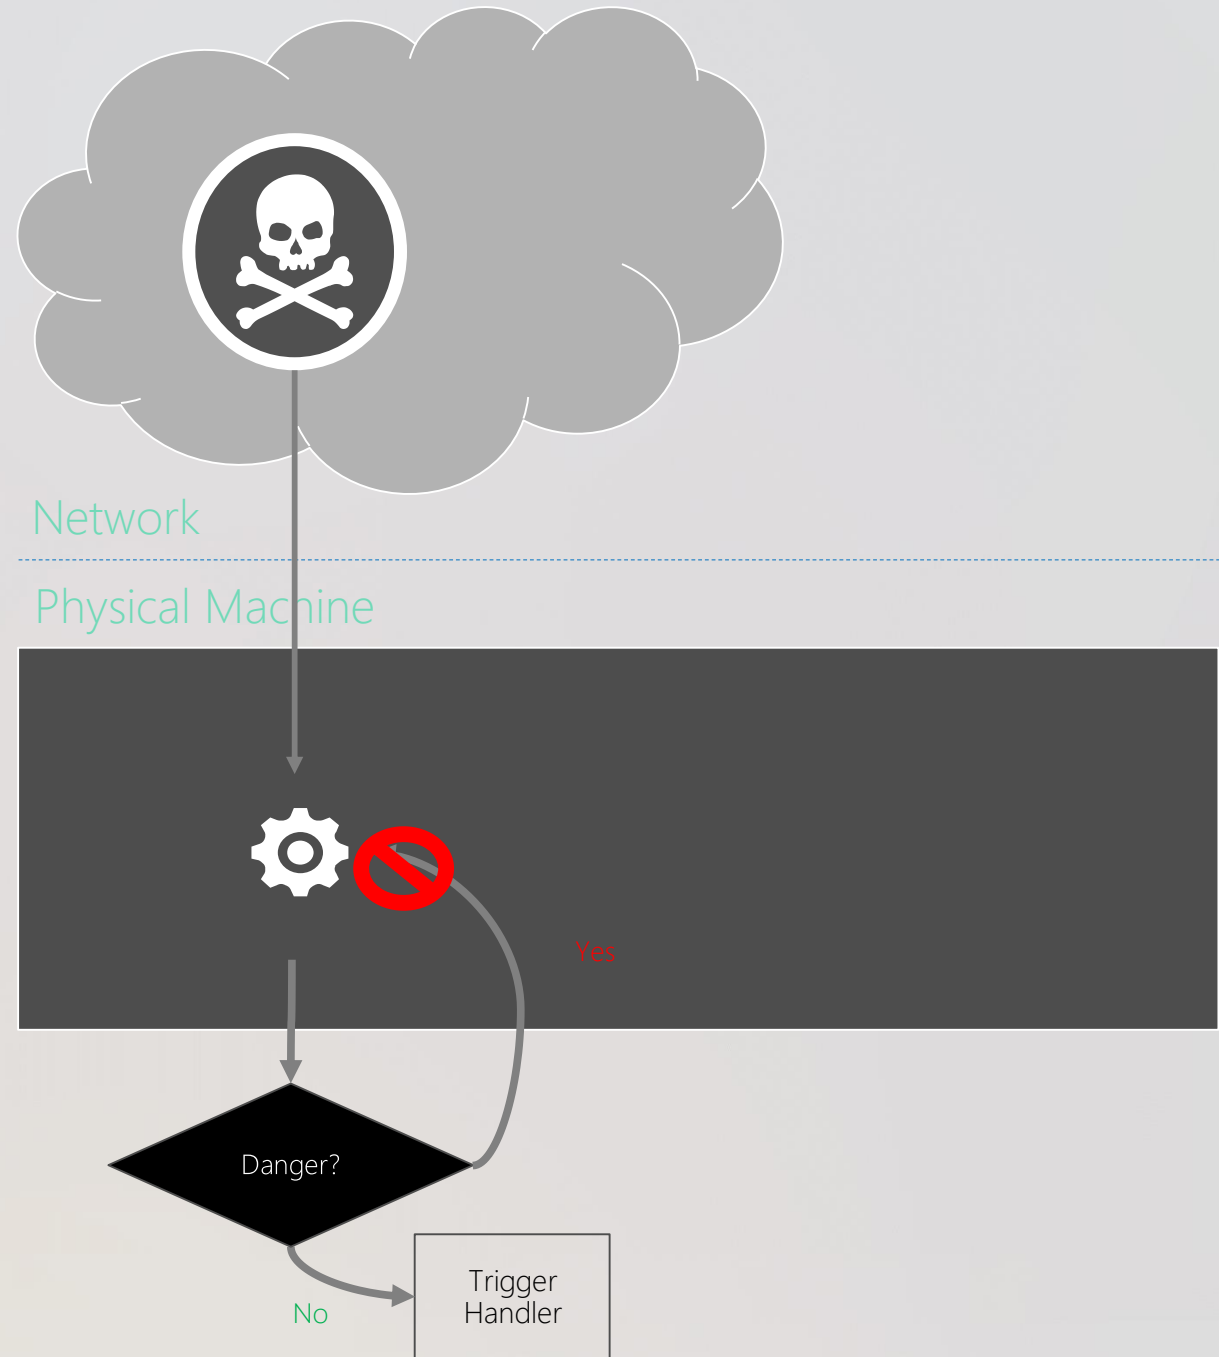 Network
Physical Machine
Yes
Danger?
Trigger
Handler
No